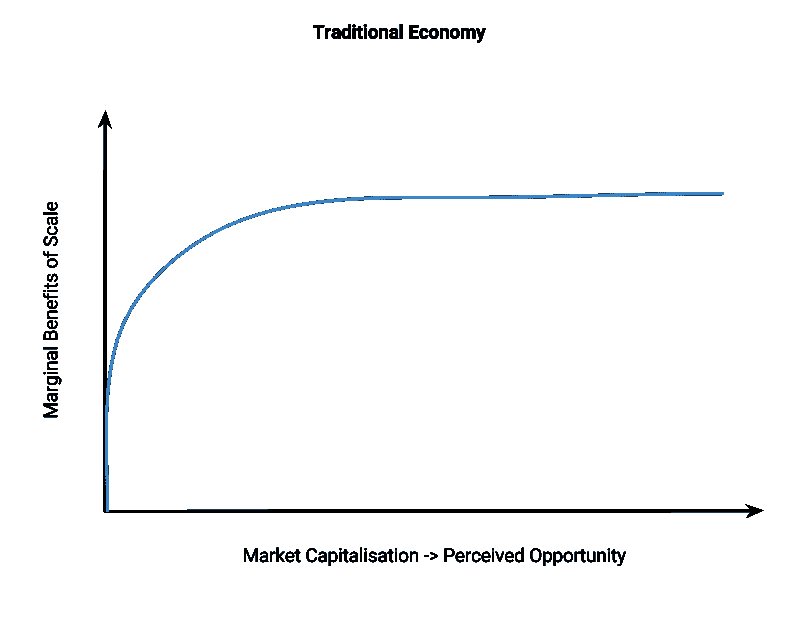 Traditional Economy
Marginal Benefits of Scale
Market Capitalisation -> Perceived Opportunity